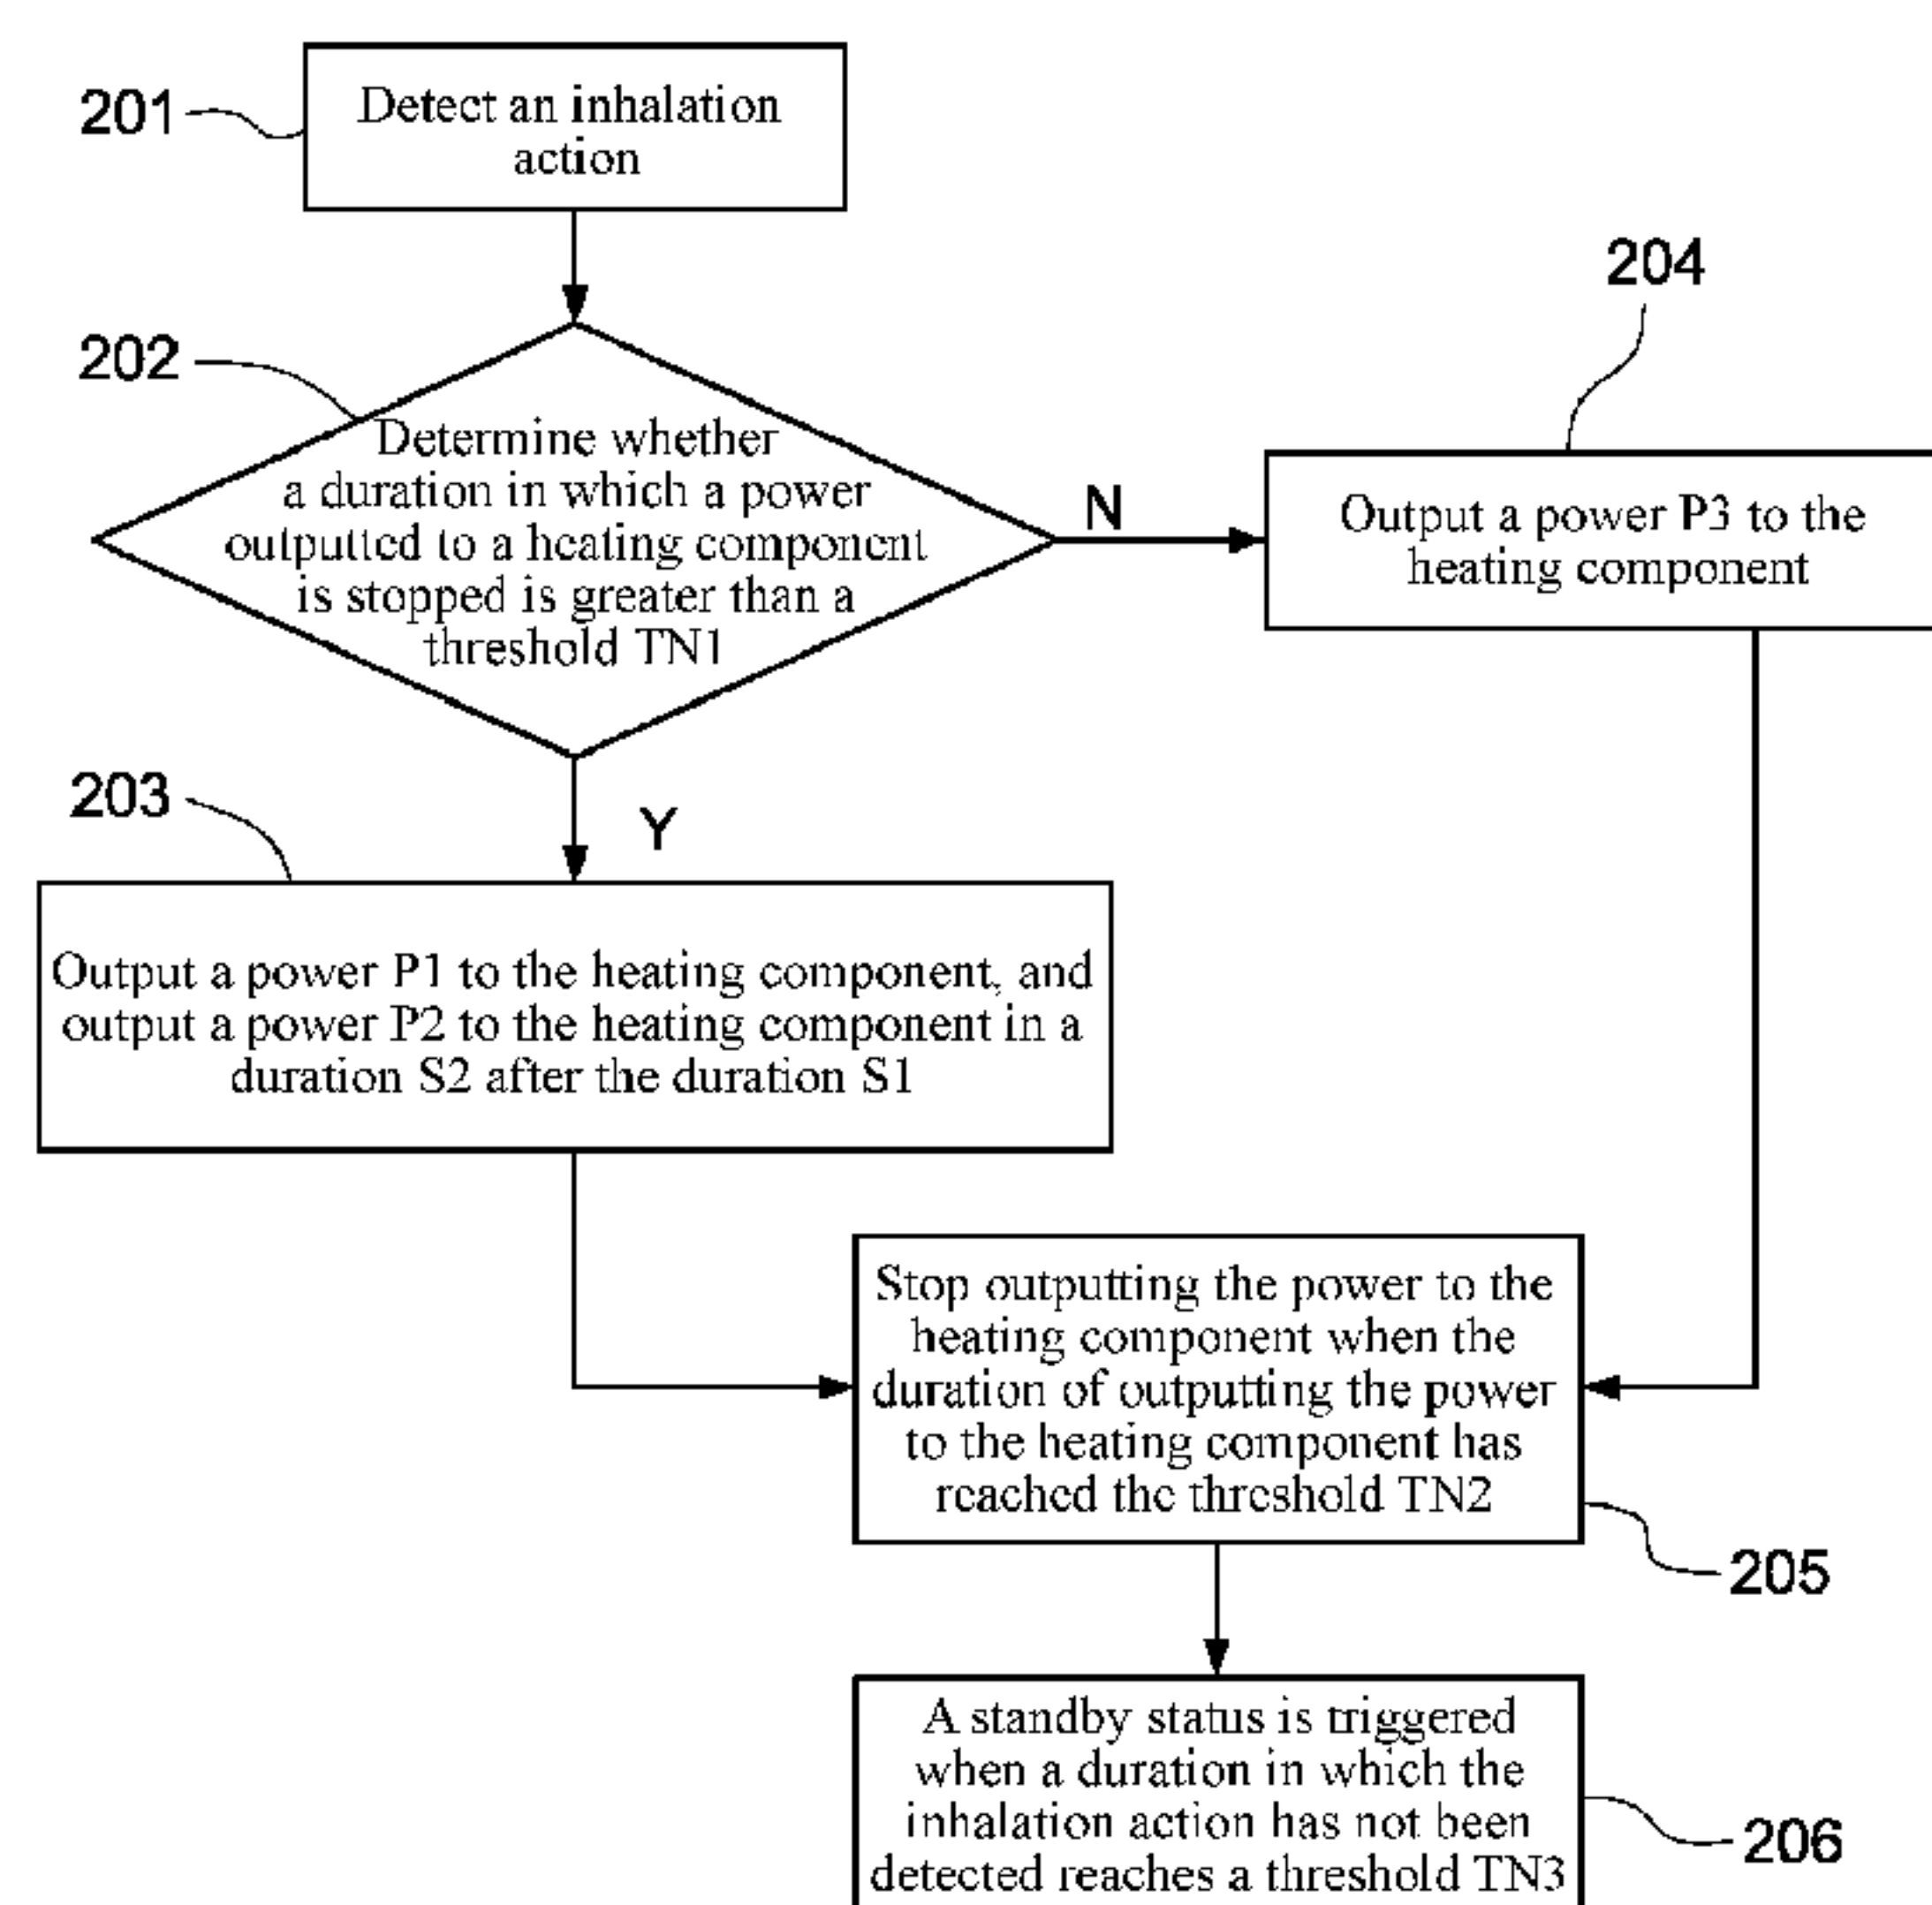 201
Detect an inhalation
action
202
Determine whether
a duration in which a power
outputted to a heating component
is stopped is greater than a
threshold TN1
N
204
Output a power P3 to the
heating component
203
Y
Output a power P1 to the heating component, and
output a power P2 to the heating component in a
duration S2 after the duration S1
Stop outputting the power to the
heating component when the
duration of outputting the power
to the heating component has
reached the threshold TN2
205
A standby status is triggered
when a duration in which the
inhalation action has not been
detected reaches a threshold TN3
206